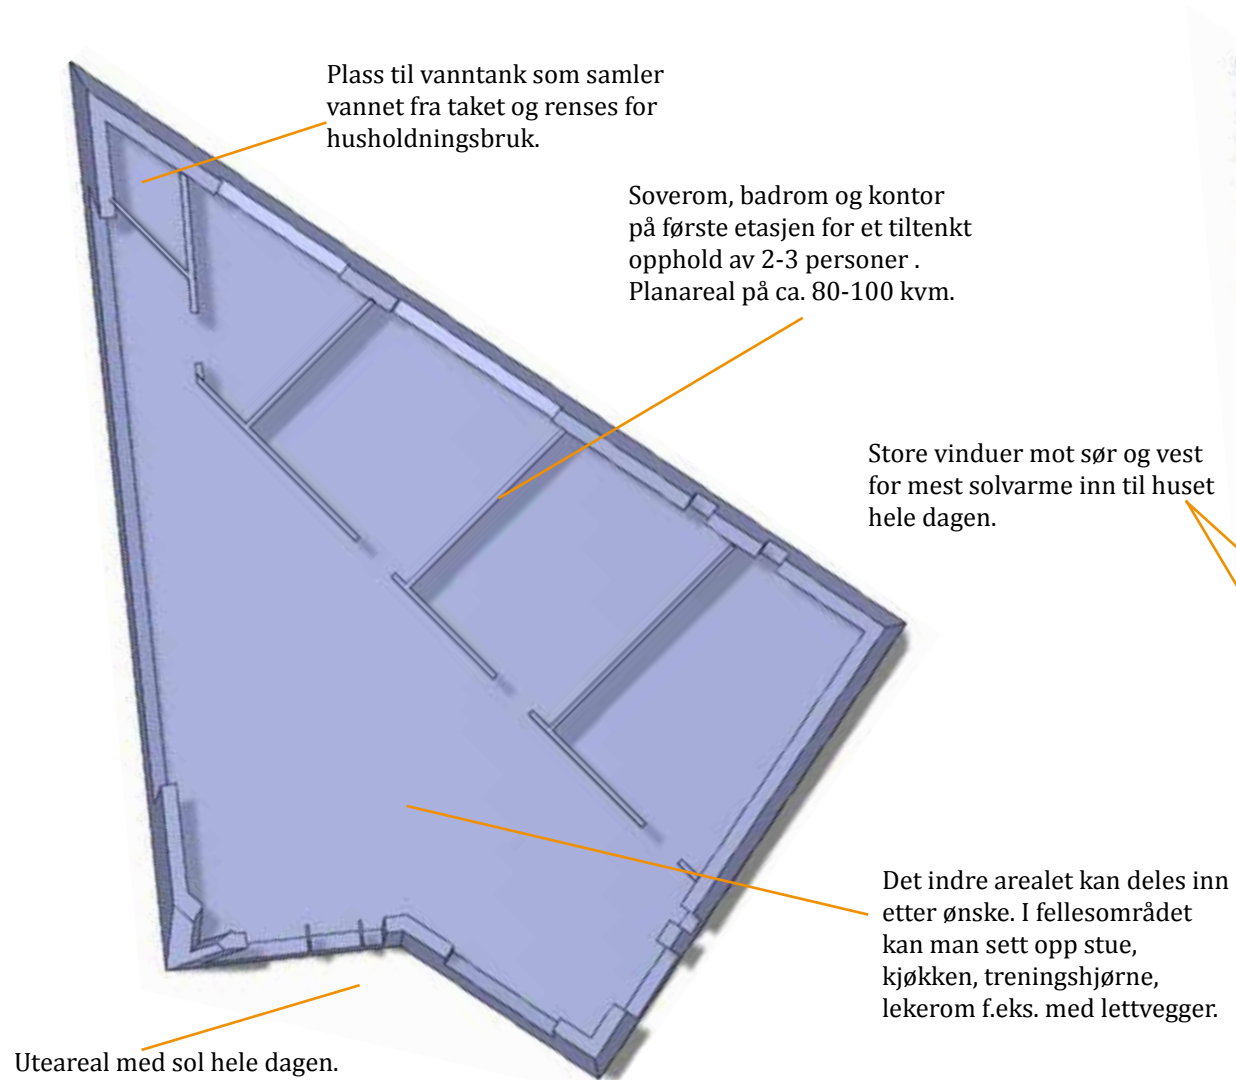 Plass til vanntank som samler
vannet fra taket og renses for
husholdningsbruk.
Soverom, badrom og kontor
på første etasjen for et tiltenkt
opphold av 2-3 personer .
Planareal på ca. 80-100 kvm.
Store vinduer mot sør og vest
for mest solvarme inn til huset
hele dagen.
Det indre arealet kan deles inn
etter ønske. I fellesområdet
kan man sett opp stue,
kjøkken, treningshjørne,
lekerom f.eks. med lettvegger.
Uteareal med sol hele dagen.